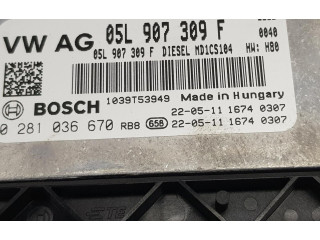 VW AG 05L 907 309 F
05L 907 309 F DIESEL MD1CS104 HW: H80
0040
BOSCH 1039T53949 Made in Hungary
0 281 036 670 RB8 658 22-05-11 1674 0307
22-05-11 1674 0307